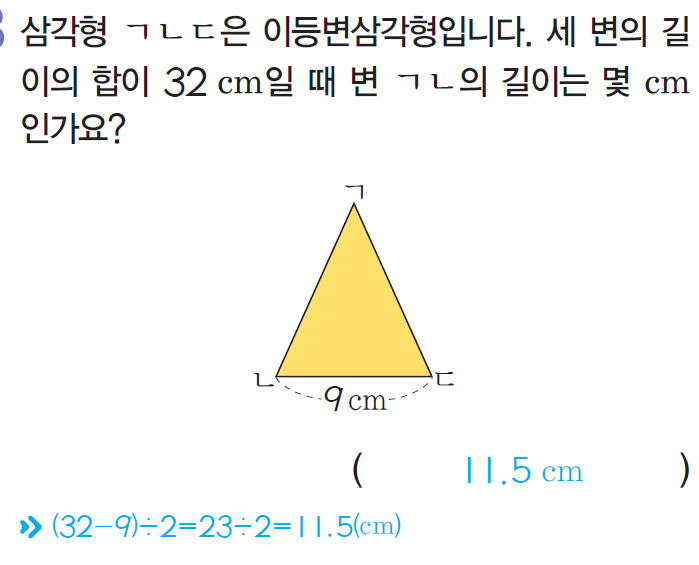 삼각형 ㄱㄴㄷ은 이등변삼각형입니다. 세 변의 길
이의 합이 32 cm일 때 변 ㄱㄴ의 길이는 몇 cm
인가요?
ㄱ
ㄴ
ㄷ
9 cm
( 11.5 cm )
(32-9)÷2=23÷2=11.5(cm)